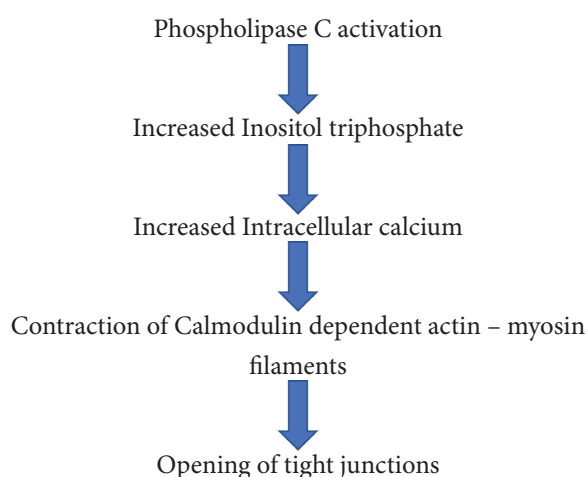 Phospholipase C activation
Increased Inositol triphosphate
Increased Intracellular calcium
Contraction of Calmodulin dependent actin – myosin
filaments
Opening of tight junctions